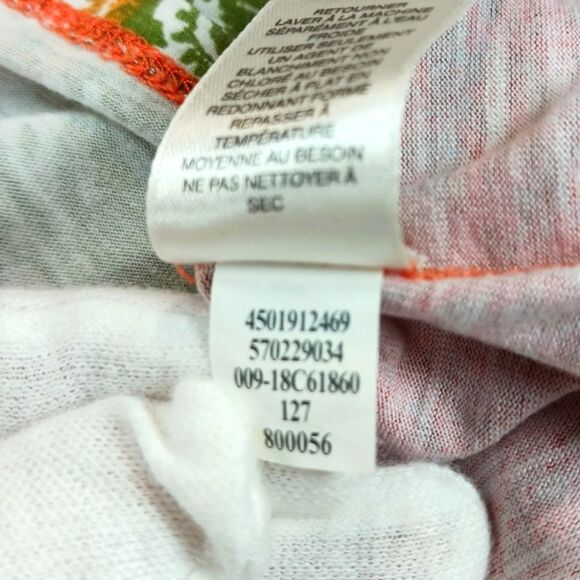 RETOURNER
LAVER À LA MACHINE
SÉPARÉMENT À L'EAU
FROIDE
UTILISER SEULEMENT
UN AGENT DE
BLANCHIMENT NON
CHLORÉ AU BESOIN
SÉCHER À PLAT EN
REDONNANT FORME
REPASSER À
TEMPÉRATURE
MOYENNE AU BESOIN
NE PAS NETTOYER À
SEC
4501912469
570229034
009-18C61860
127
800056